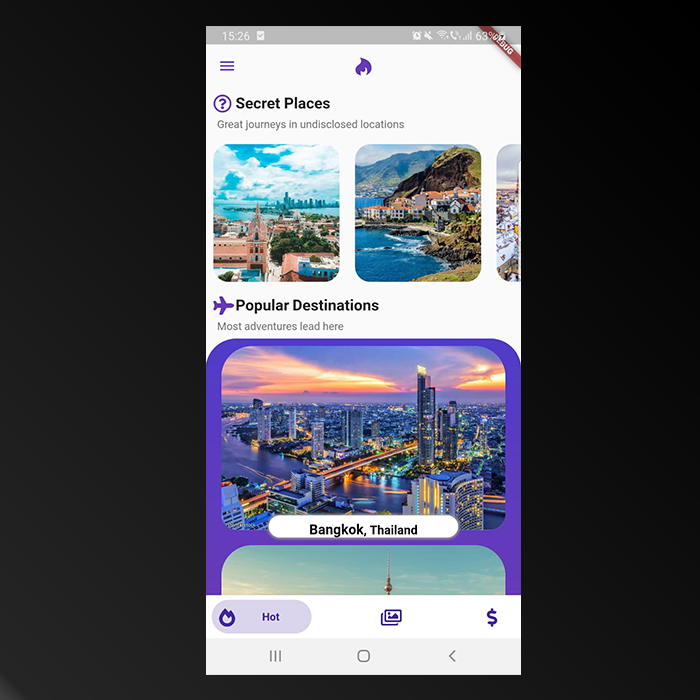 15:26
63%
DEBUG
Secret Places
Great journeys in undisclosed locations
Popular Destinations
Most adventures lead here
Bangkok, Thailand
Hot